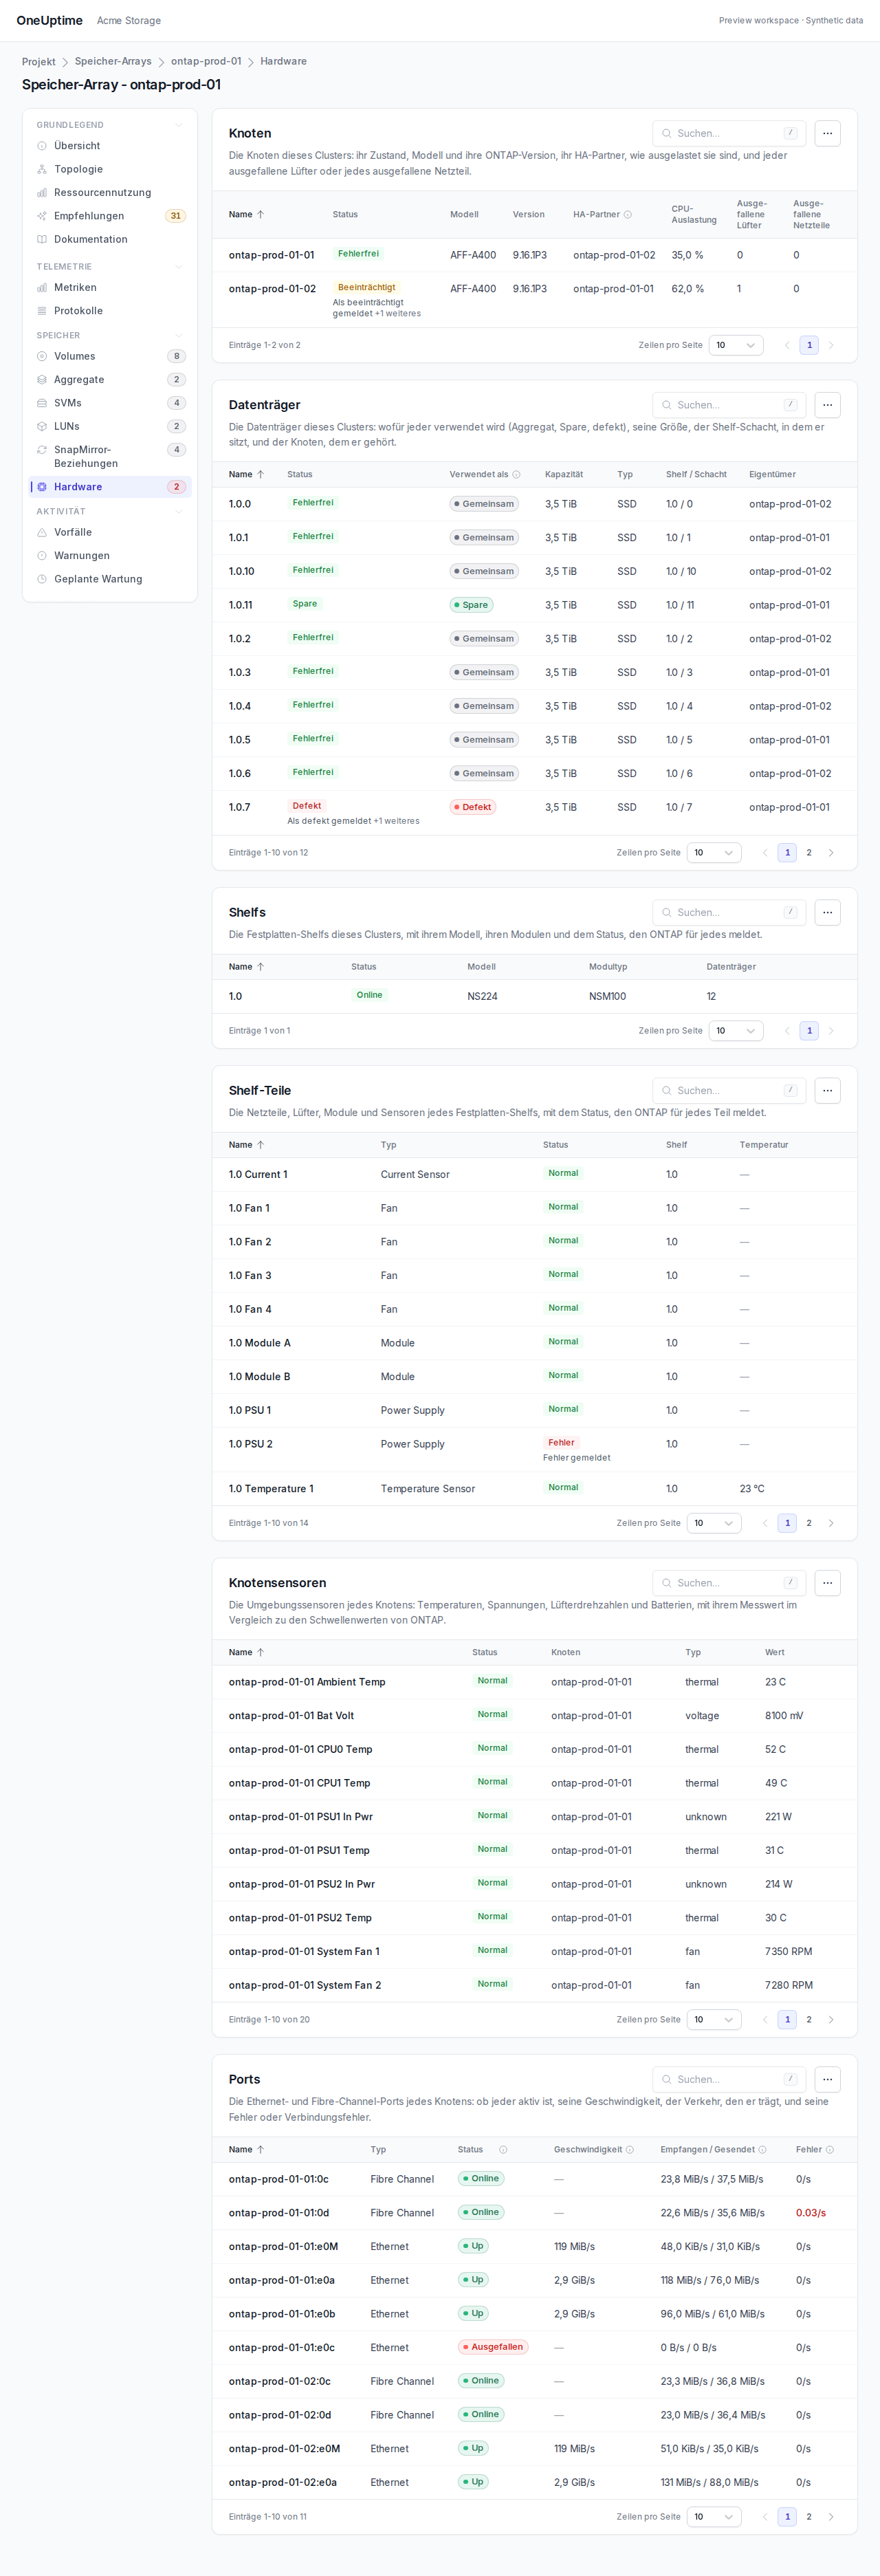 OneUptime Acme Storage Preview workspace · Synthetic data
Projekt Speicher-Arrays ontap-prod-01 Hardware
Speicher-Array - ontap-prod-01
GRUNDLEGEND
Übersicht
Topologie
Ressourcennutzung
Empfehlungen 31
Dokumentation
TELEMETRIE
Metriken
Protokolle
SPEICHER
Volumes 8
Aggregate 2
SVMs 4
LUNs 2
SnapMirror-
Beziehungen 4
Hardware 2
AKTIVITÄT
Vorfälle
Warnungen
Geplante Wartung
Knoten Suchen... /
Die Knoten dieses Clusters: ihr Zustand, Modell und ihre ONTAP-Version, ihr HA-Partner, wie ausgelastet sie sind, und jeder
ausgefallene Lüfter oder jedes ausgefallene Netzteil.
Name Status Modell Version HA-Partner CPU-Auslastung Ausge-fallene Lüfter Ausge-fallene Netzteile
ontap-prod-01-01 Fehlerfrei AFF-A400 9.16.1P3 ontap-prod-01-02 35,0 % 0 0
ontap-prod-01-02 Beeinträchtigt AFF-A400 9.16.1P3 ontap-prod-01-01 62,0 % 1 0
Als beeinträchtigt
gemeldet +1 weiteres
Einträge 1-2 von 2 Zeilen pro Seite 10 1
Datenträger Suchen... /
Die Datenträger dieses Clusters: wofür jeder verwendet wird (Aggregat, Spare, defekt), seine Größe, der Shelf-Schacht, in dem er
sitzt, und der Knoten, dem er gehört.
Name Status Verwendet als Kapazität Typ Shelf / Schacht Eigentümer
1.0.0 Fehlerfrei Gemeinsam 3,5 TiB SSD 1.0 / 0 ontap-prod-01-02
1.0.1 Fehlerfrei Gemeinsam 3,5 TiB SSD 1.0 / 1 ontap-prod-01-01
1.0.10 Fehlerfrei Gemeinsam 3,5 TiB SSD 1.0 / 10 ontap-prod-01-02
1.0.11 Spare Spare 3,5 TiB SSD 1.0 / 11 ontap-prod-01-01
1.0.2 Fehlerfrei Gemeinsam 3,5 TiB SSD 1.0 / 2 ontap-prod-01-02
1.0.3 Fehlerfrei Gemeinsam 3,5 TiB SSD 1.0 / 3 ontap-prod-01-01
1.0.4 Fehlerfrei Gemeinsam 3,5 TiB SSD 1.0 / 4 ontap-prod-01-02
1.0.5 Fehlerfrei Gemeinsam 3,5 TiB SSD 1.0 / 5 ontap-prod-01-01
1.0.6 Fehlerfrei Gemeinsam 3,5 TiB SSD 1.0 / 6 ontap-prod-01-02
1.0.7 Defekt Defekt 3,5 TiB SSD 1.0 / 7 ontap-prod-01-01
Als defekt gemeldet +1 weiteres
Einträge 1-10 von 12 Zeilen pro Seite 10 1 2
Shelfs Suchen... /
Die Festplatten-Shelfs dieses Clusters, mit ihrem Modell, ihren Modulen und dem Status, den ONTAP für jedes meldet.
Name Status Modell Modultyp Datenträger
1.0 Online NS224 NSM100 12
Einträge 1 von 1 Zeilen pro Seite 10 1
Shelf-Teile Suchen... /
Die Netzteile, Lüfter, Module und Sensoren jedes Festplatten-Shelfs, mit dem Status, den ONTAP für jedes Teil meldet.
Name Typ Status Shelf Temperatur
1.0 Current 1 Current Sensor Normal 1.0 —
1.0 Fan 1 Fan Normal 1.0 —
1.0 Fan 2 Fan Normal 1.0 —
1.0 Fan 3 Fan Normal 1.0 —
1.0 Fan 4 Fan Normal 1.0 —
1.0 Module A Module Normal 1.0 —
1.0 Module B Module Normal 1.0 —
1.0 PSU 1 Power Supply Normal 1.0 —
1.0 PSU 2 Power Supply Fehler 1.0 —
Fehler gemeldet
1.0 Temperature 1 Temperature Sensor Normal 1.0 23 °C
Einträge 1-10 von 14 Zeilen pro Seite 10 1 2
Knotensensoren Suchen... /
Die Umgebungssensoren jedes Knotens: Temperaturen, Spannungen, Lüfterdrehzahlen und Batterien, mit ihrem Messwert im
Vergleich zu den Schwellenwerten von ONTAP.
Name Status Knoten Typ Wert
ontap-prod-01-01 Ambient Temp Normal ontap-prod-01-01 thermal 23 C
ontap-prod-01-01 Bat Volt Normal ontap-prod-01-01 voltage 8100 mV
ontap-prod-01-01 CPU0 Temp Normal ontap-prod-01-01 thermal 52 C
ontap-prod-01-01 CPU1 Temp Normal ontap-prod-01-01 thermal 49 C
ontap-prod-01-01 PSU1 In Pwr Normal ontap-prod-01-01 unknown 221 W
ontap-prod-01-01 PSU1 Temp Normal ontap-prod-01-01 thermal 31 C
ontap-prod-01-01 PSU2 In Pwr Normal ontap-prod-01-01 unknown 214 W
ontap-prod-01-01 PSU2 Temp Normal ontap-prod-01-01 thermal 30 C
ontap-prod-01-01 System Fan 1 Normal ontap-prod-01-01 fan 7350 RPM
ontap-prod-01-01 System Fan 2 Normal ontap-prod-01-01 fan 7280 RPM
Einträge 1-10 von 20 Zeilen pro Seite 10 1 2
Ports Suchen... /
Die Ethernet- und Fibre-Channel-Ports jedes Knotens: ob jeder aktiv ist, seine Geschwindigkeit, der Verkehr, den er trägt, und seine
Fehler oder Verbindungsfehler.
Name Typ Status Geschwindigkeit Empfangen / Gesendet Fehler
ontap-prod-01-01:0c Fibre Channel Online — 23,8 MiB/s / 37,5 MiB/s 0/s
ontap-prod-01-01:0d Fibre Channel Online — 22,6 MiB/s / 35,6 MiB/s 0.03/s
ontap-prod-01-01:e0M Ethernet Up 119 MiB/s 48,0 KiB/s / 31,0 KiB/s 0/s
ontap-prod-01-01:e0a Ethernet Up 2,9 GiB/s 118 MiB/s / 76,0 MiB/s 0/s
ontap-prod-01-01:e0b Ethernet Up 2,9 GiB/s 96,0 MiB/s / 61,0 MiB/s 0/s
ontap-prod-01-01:e0c Ethernet Ausgefallen — 0 B/s / 0 B/s 0/s
ontap-prod-01-02:0c Fibre Channel Online — 23,3 MiB/s / 36,8 MiB/s 0/s
ontap-prod-01-02:0d Fibre Channel Online — 23,0 MiB/s / 36,4 MiB/s 0/s
ontap-prod-01-02:e0M Ethernet Up 119 MiB/s 51,0 KiB/s / 35,0 KiB/s 0/s
ontap-prod-01-02:e0a Ethernet Up 2,9 GiB/s 131 MiB/s / 88,0 MiB/s 0/s
Einträge 1-10 von 11 Zeilen pro Seite 10 1 2